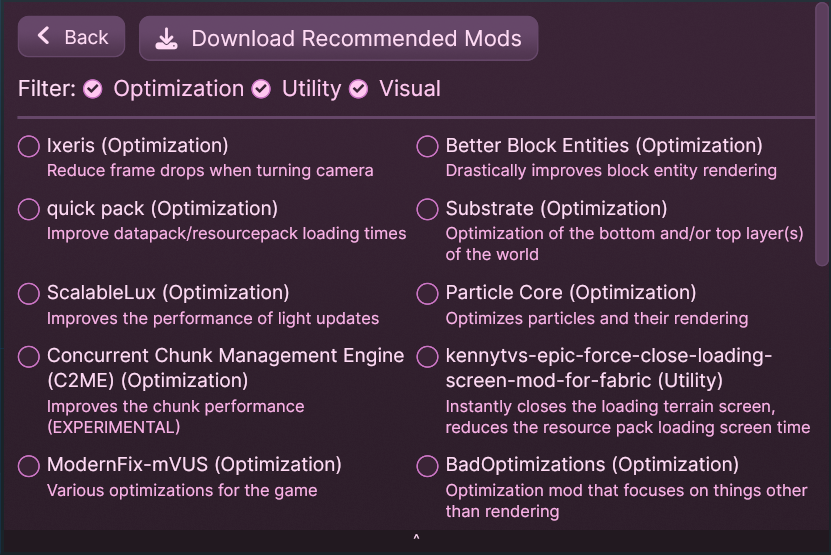 Back
Download Recommended Mods
Filter: Optimization Utility Visual
Ixeris (Optimization)
Reduce frame drops when turning camera
Better Block Entities (Optimization)
Drastically improves block entity rendering
quick pack (Optimization)
Improve datapack/resourcepack loading times
Substrate (Optimization)
Optimization of the bottom and/or top layer(s)
of the world
ScalableLux (Optimization)
Improves the performance of light updates
Particle Core (Optimization)
Optimizes particles and their rendering
Concurrent Chunk Management Engine
(C2ME) (Optimization)
Improves the chunk performance
(EXPERIMENTAL)
kennytvs-epic-force-close-loading-
screen-mod-for-fabric (Utility)
Instantly closes the loading terrain screen,
reduces the resource pack loading screen time
ModernFix-mVUS (Optimization)
Various optimizations for the game
BadOptimizations (Optimization)
Optimization mod that focuses on things other
than rendering
^